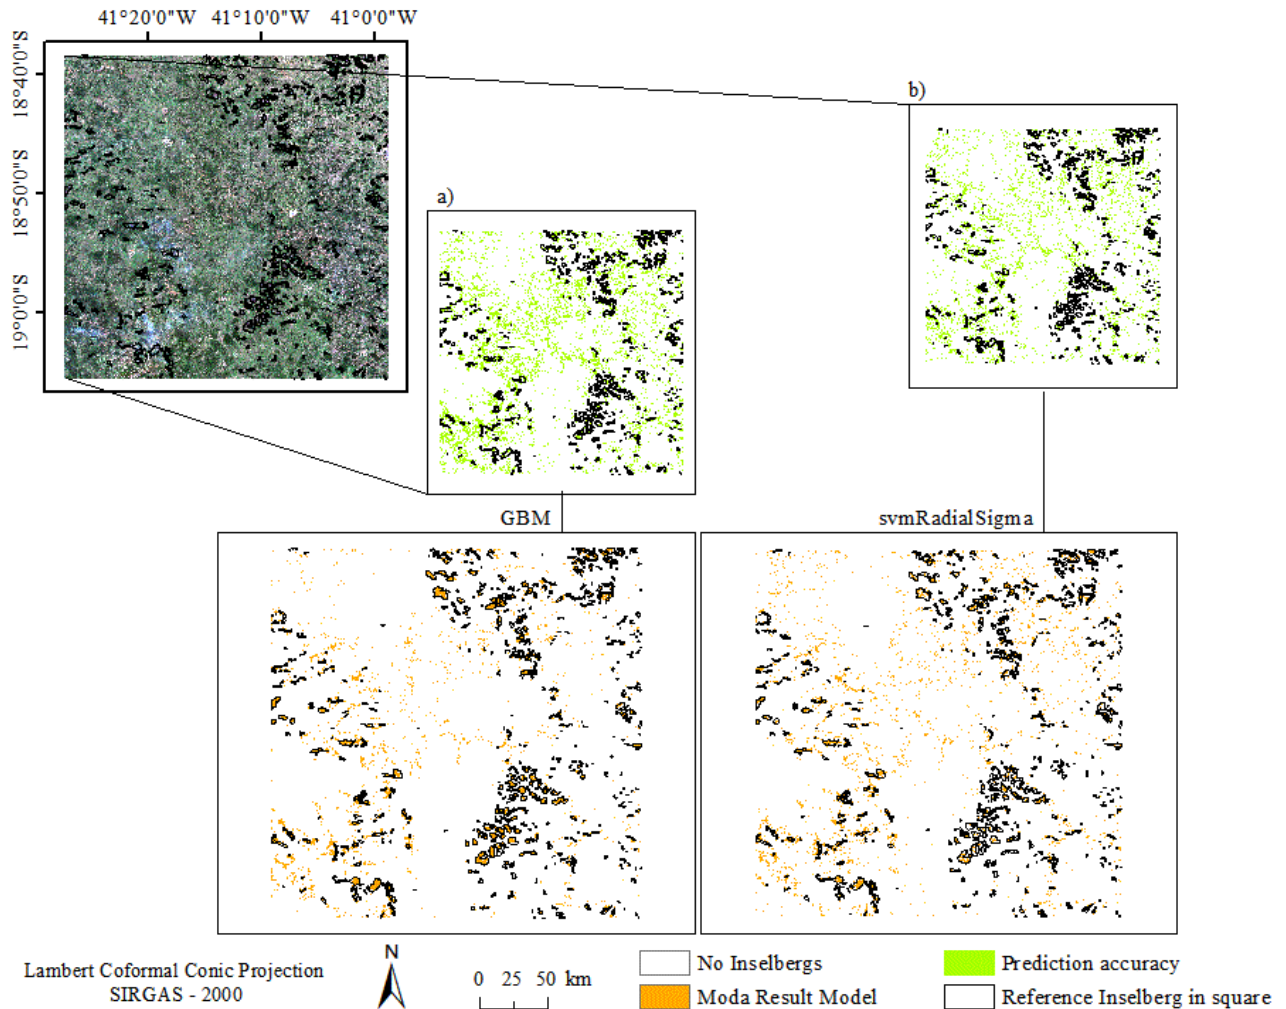 41°20'0"W 41°10'0"W 41°0'0"W
18°40'0"S
18°50'0"S
19°0'0"S
a)
b)
GBM
svmRadialSigma
Lambert Coformal Conic Projection
SIRGAS - 2000
N
0 25 50 km
No Inselbergs
Moda Result Model
Prediction accuracy
Reference Inselberg in square